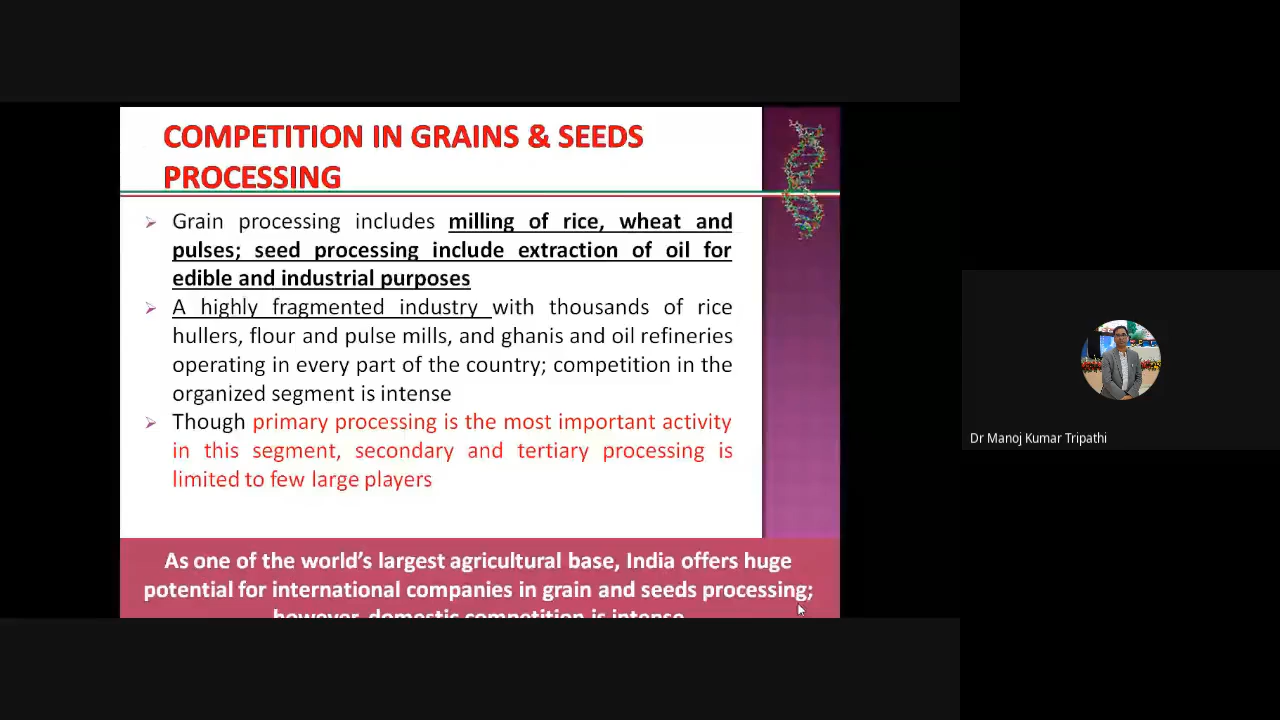 COMPETITION IN GRAINS & SEEDS
PROCESSING
Grain processing includes milling of rice, wheat and
pulses; seed processing include extraction of oil for
edible and industrial purposes
A highly fragmented industry with thousands of rice
hullers, flour and pulse mills, and ghanis and oil refineries
operating in every part of the country; competition in the
organized segment is intense
Though primary processing is the most important activity
in this segment, secondary and tertiary processing is
limited to few large players
As one of the world's largest agricultural base, India offers huge
potential for international companies in grain and seeds processing;
however, domestic competition is intense
Dr Manoj Kumar Tripathi